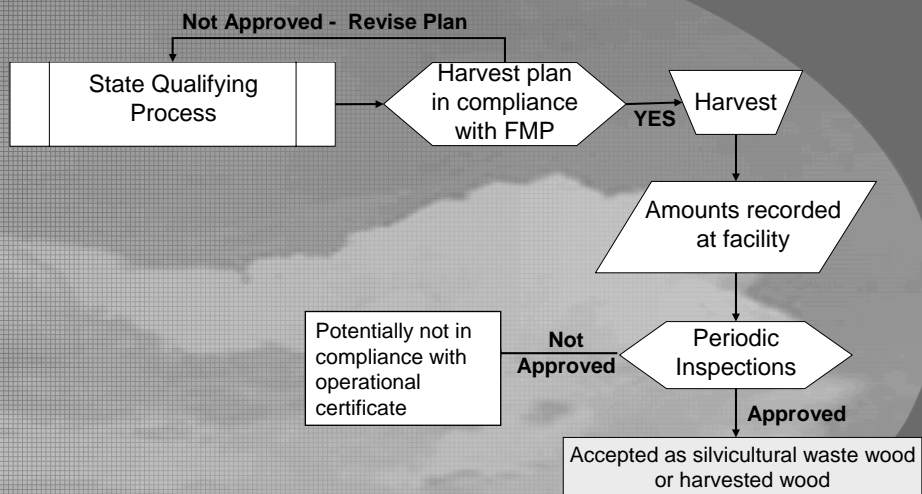 Not Approved - Revise Plan
State Qualifying
Process
Harvest plan
in compliance
with FMP
YES
Harvest
Amounts recorded
at facility
Periodic
Inspections
Not
Approved
Potentially not in
compliance with
operational
certificate
Approved
Accepted as silvicultural waste wood
or harvested wood